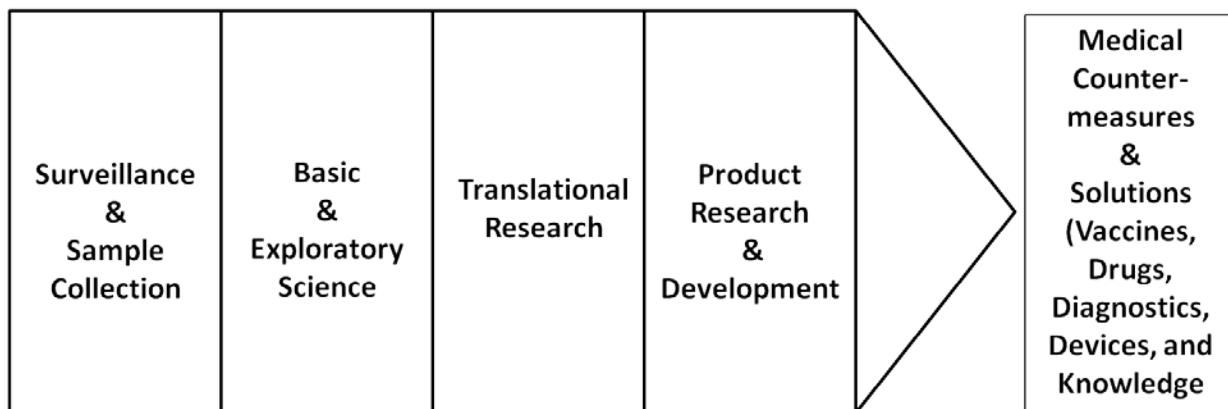 Surveillance
&
Sample
Collection
Basic
&
Exploratory
Science
Translational
Research
Product
Research
&
Development
Medical
Counter-
measures
&
Solutions
(Vaccines,
Drugs,
Diagnostics,
Devices, and
Knowledge